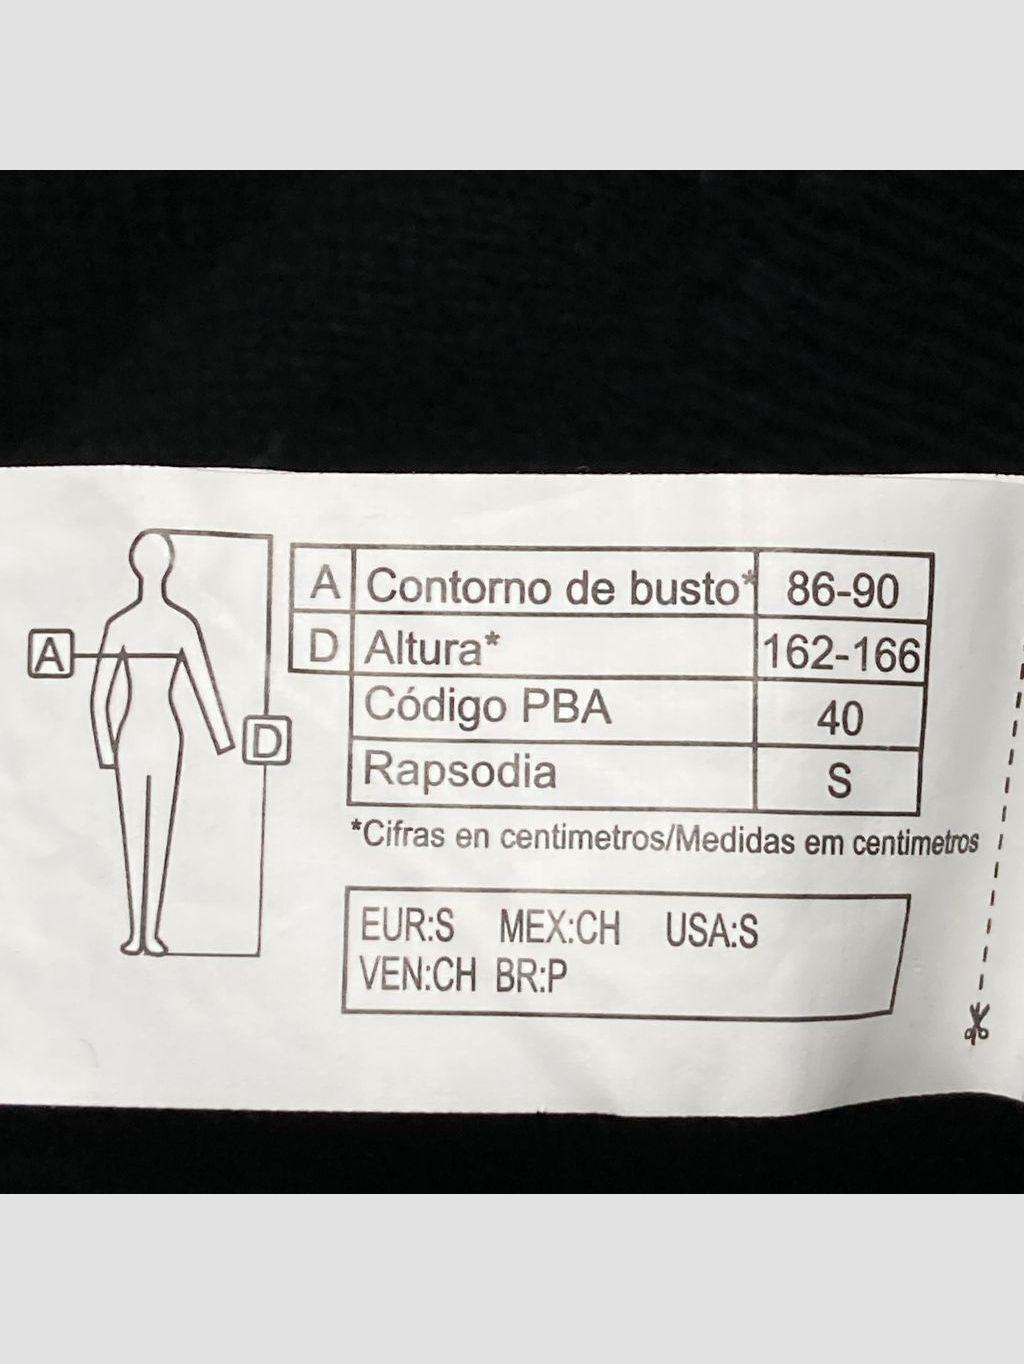 A Contorno de busto* 86-90
D Altura* 162-166
Código PBA 40
Rapsodia S
*Cifras en centimetros/Medidas em centimetros
A
D
EUR:S MEX:CH USA:S
VEN:CH BR:P